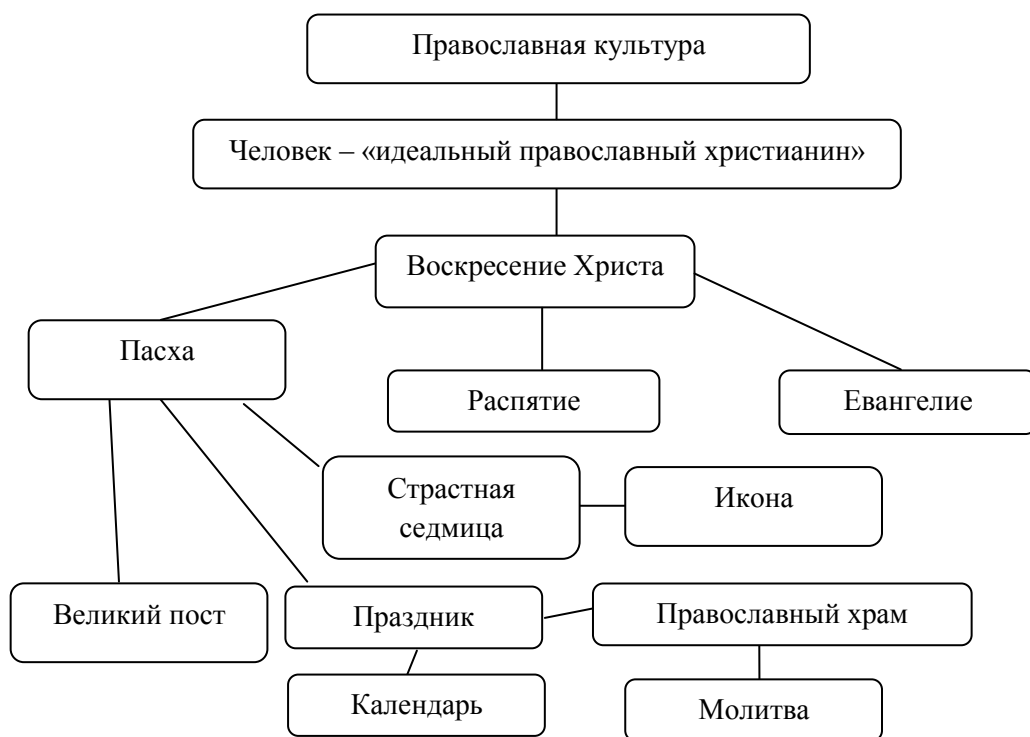 Православная культура
Человек – «идеальный православный христианин»
Воскресение Христа
Пасха
Распятие
Евангелие
Страстная
седмица
Икона
Великий пост
Праздник
Православный храм
Календарь
Молитва